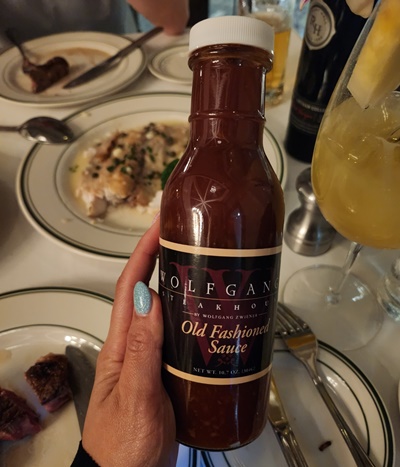 WOLFGANG
STEAKHOUSE
BY WOLFGANG ZWIENER
Old Fashioned
Sauce